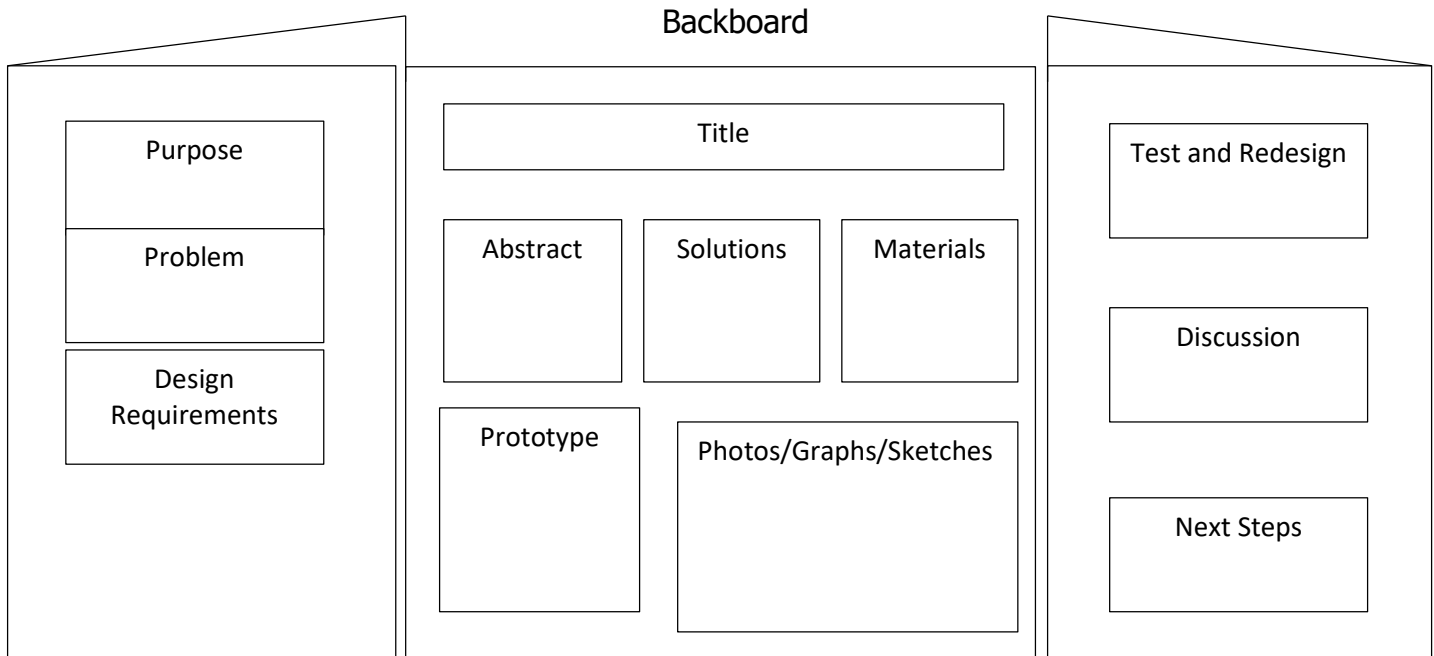 Backboard
Purpose
Problem
Design
Requirements
Title
Abstract
Solutions
Materials
Prototype
Photos/Graphs/Sketches
Test and Redesign
Discussion
Next Steps